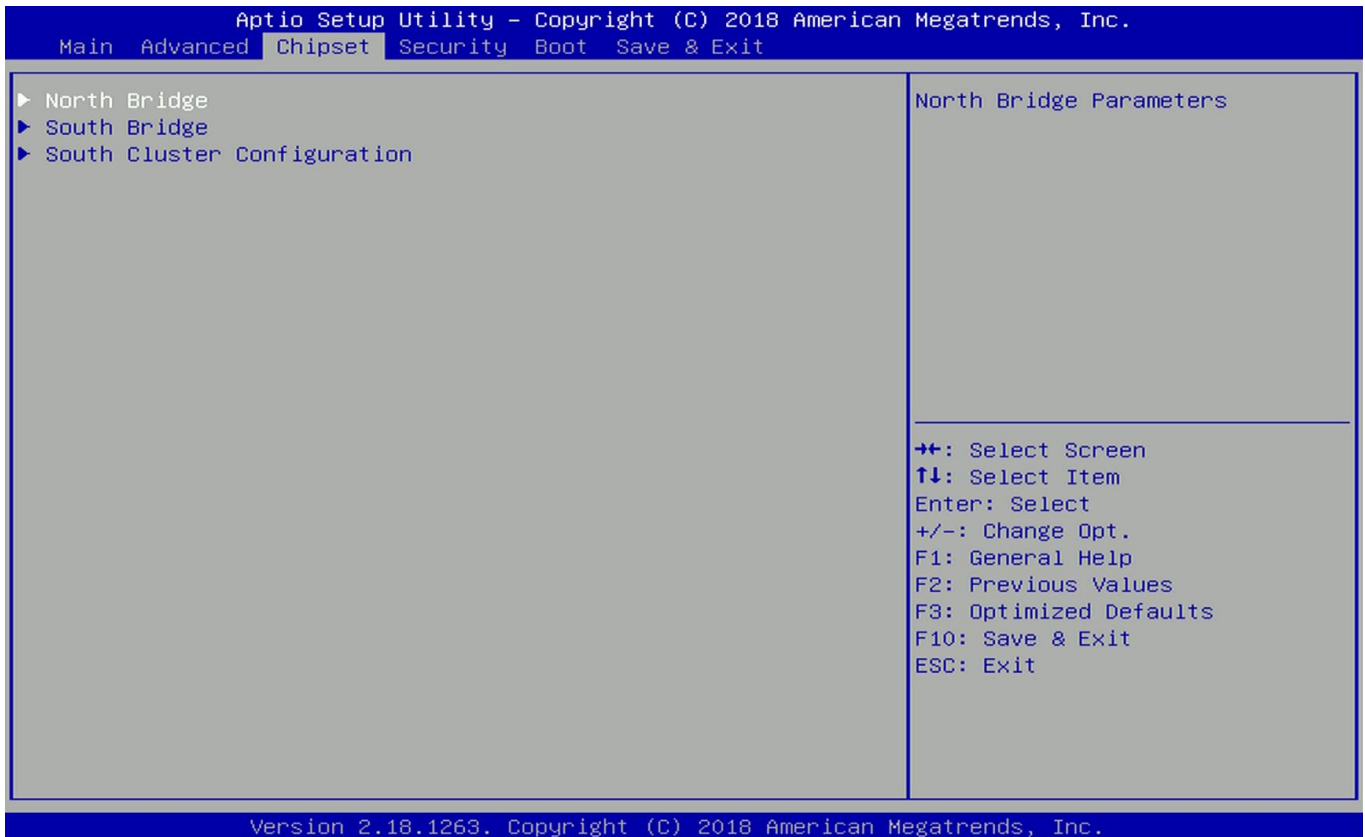 Aptio Setup Utility – Copyright (C) 2018 American Megatrends, Inc.
Main Advanced Chipset Security Boot Save & Exit
► North Bridge
► South Bridge
► South Cluster Configuration
North Bridge Parameters
→←: Select Screen
↑↓: Select Item
Enter: Select
+/-: Change Opt.
F1: General Help
F2: Previous Values
F3: Optimized Defaults
F10: Save & Exit
ESC: Exit
Version 2.18.1263. Copyright (C) 2018 American Megatrends, Inc.